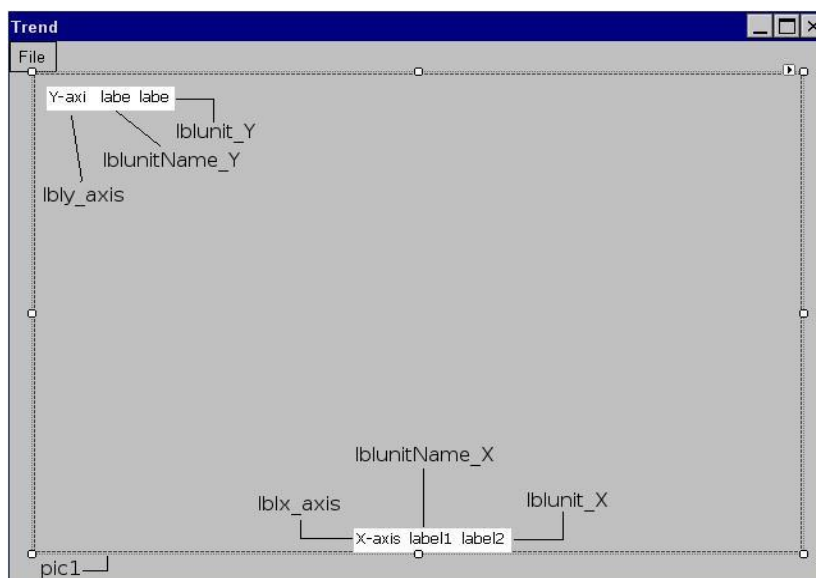 Trend
File
Y-axi labe labe
lblunit_Y
lblunitName_Y
lbly_axis
lblunitName_X
lblx_axis
lblunit_X
X-axis label1 label2
pic1